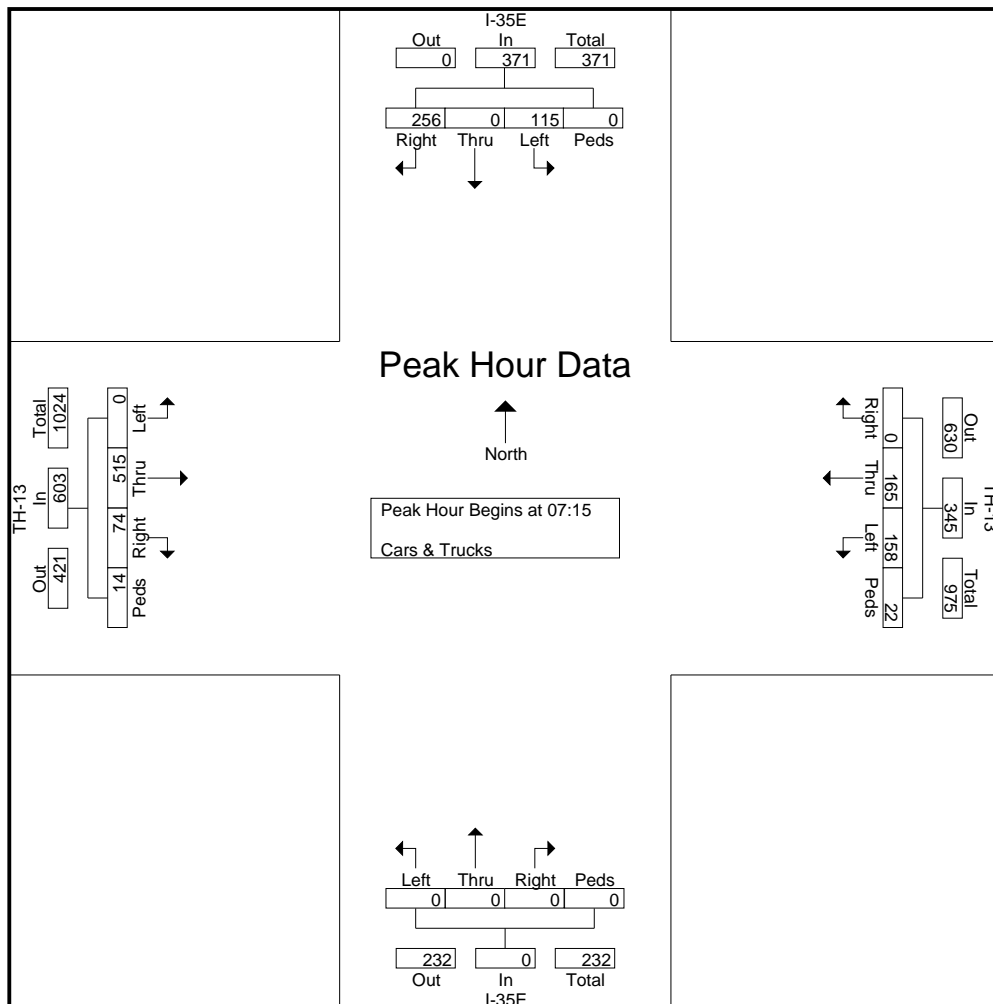 I-35E
Out In Total
0 371 371
256 0 115 0
Right Thru Left Peds
Peak Hour Data
North
Peak Hour Begins at 07:15
Cars & Trucks
TH-13
Total In Out
1024 603 421
0 515 74 14
Left Thru Right Peds
TH-13
Out In Total
630 345 975
0 165 158 22
Right Thru Left Peds
Left Thru Right Peds
0 0 0 0
232 0 232
Out In Total
I-35E